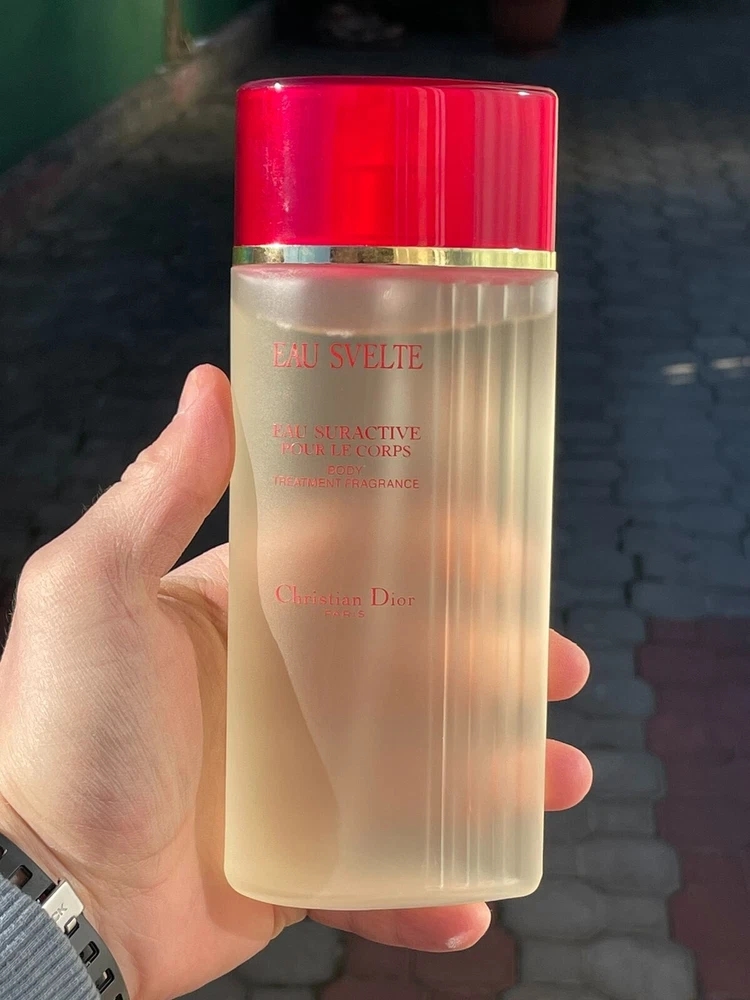 EAU SVELTE
EAU SURACTIVE
POUR LE CORPS
BODY
TREATMENT FRAGRANCE
Christian Dior
PARIS